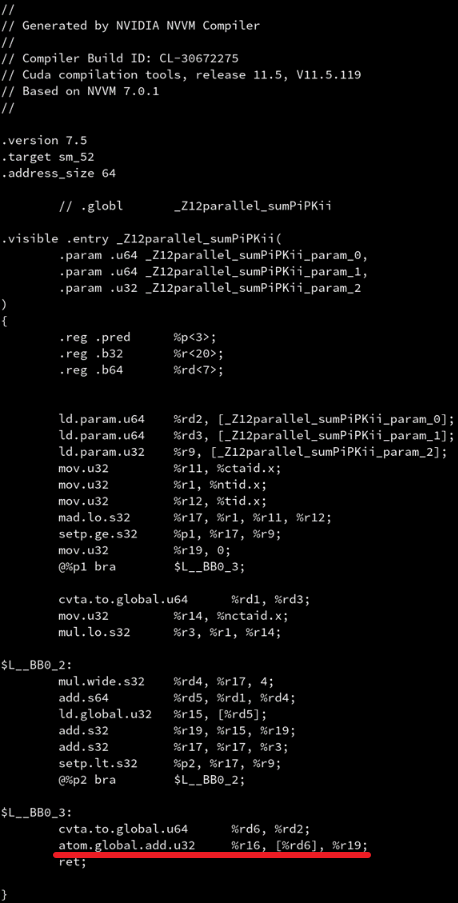 //
// Generated by NVIDIA NVVM Compiler
//
// Compiler Build ID: CL-30672275
// Cuda compilation tools, release 11.5, V11.5.119
// Based on NVVM 7.0.1
//
.version 7.5
.target sm_52
.address_size 64
// .globl _Z12parallel_sumPiPKii
.visible .entry _Z12parallel_sumPiPKii(
.param .u64 _Z12parallel_sumPiPKii_param_0,
.param .u64 _Z12parallel_sumPiPKii_param_1,
.param .u32 _Z12parallel_sumPiPKii_param_2
)
{
.reg .pred %p<3>;
.reg .b32 %r<20>;
.reg .b64 %rd<7>;
ld.param.u64 %rd2, [_Z12parallel_sumPiPKii_param_0];
ld.param.u64 %rd3, [_Z12parallel_sumPiPKii_param_1];
ld.param.u32 %r9, [_Z12parallel_sumPiPKii_param_2];
mov.u32 %r11, %ctaid.x;
mov.u32 %r1, %ntid.x;
mov.u32 %r12, %tid.x;
mad.lo.s32 %r17, %r1, %r11, %r12;
setp.ge.s32 %p1, %r17, %r9;
mov.u32 %r19, 0;
@%p1 bra $L__BB0_3;
cvta.to.global.u64 %rd1, %rd3;
mov.u32 %r14, %nctaid.x;
mul.lo.s32 %r3, %r1, %r14;
$L__BB0_2:
mul.wide.s32 %rd4, %r17, 4;
add.s64 %rd5, %rd1, %rd4;
ld.global.u32 %r15, [%rd5];
add.s32 %r19, %r15, %r19;
add.s32 %r17, %r17, %r3;
setp.lt.s32 %p2, %r17, %r9;
@%p2 bra $L__BB0_2;
$L__BB0_3:
cvta.to.global.u64 %rd6, %rd2;
atom.global.add.u32 %r16, [%rd6], %r19;
ret;
}